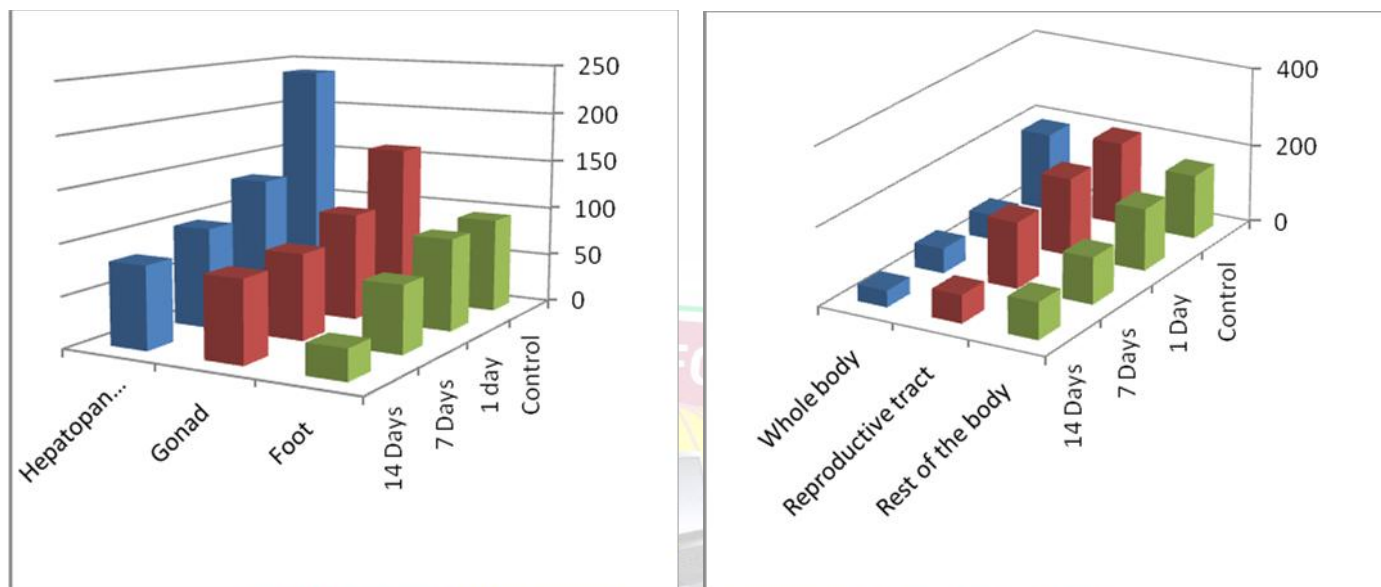 250
200
150
100
50
0
Hepatopan...
Gonad
Foot
14 Days
7 Days
1 day
Control
400
200
0
Whole body
Reproductive tract
Rest of the body
14 Days
7 Days
1 Day
Control